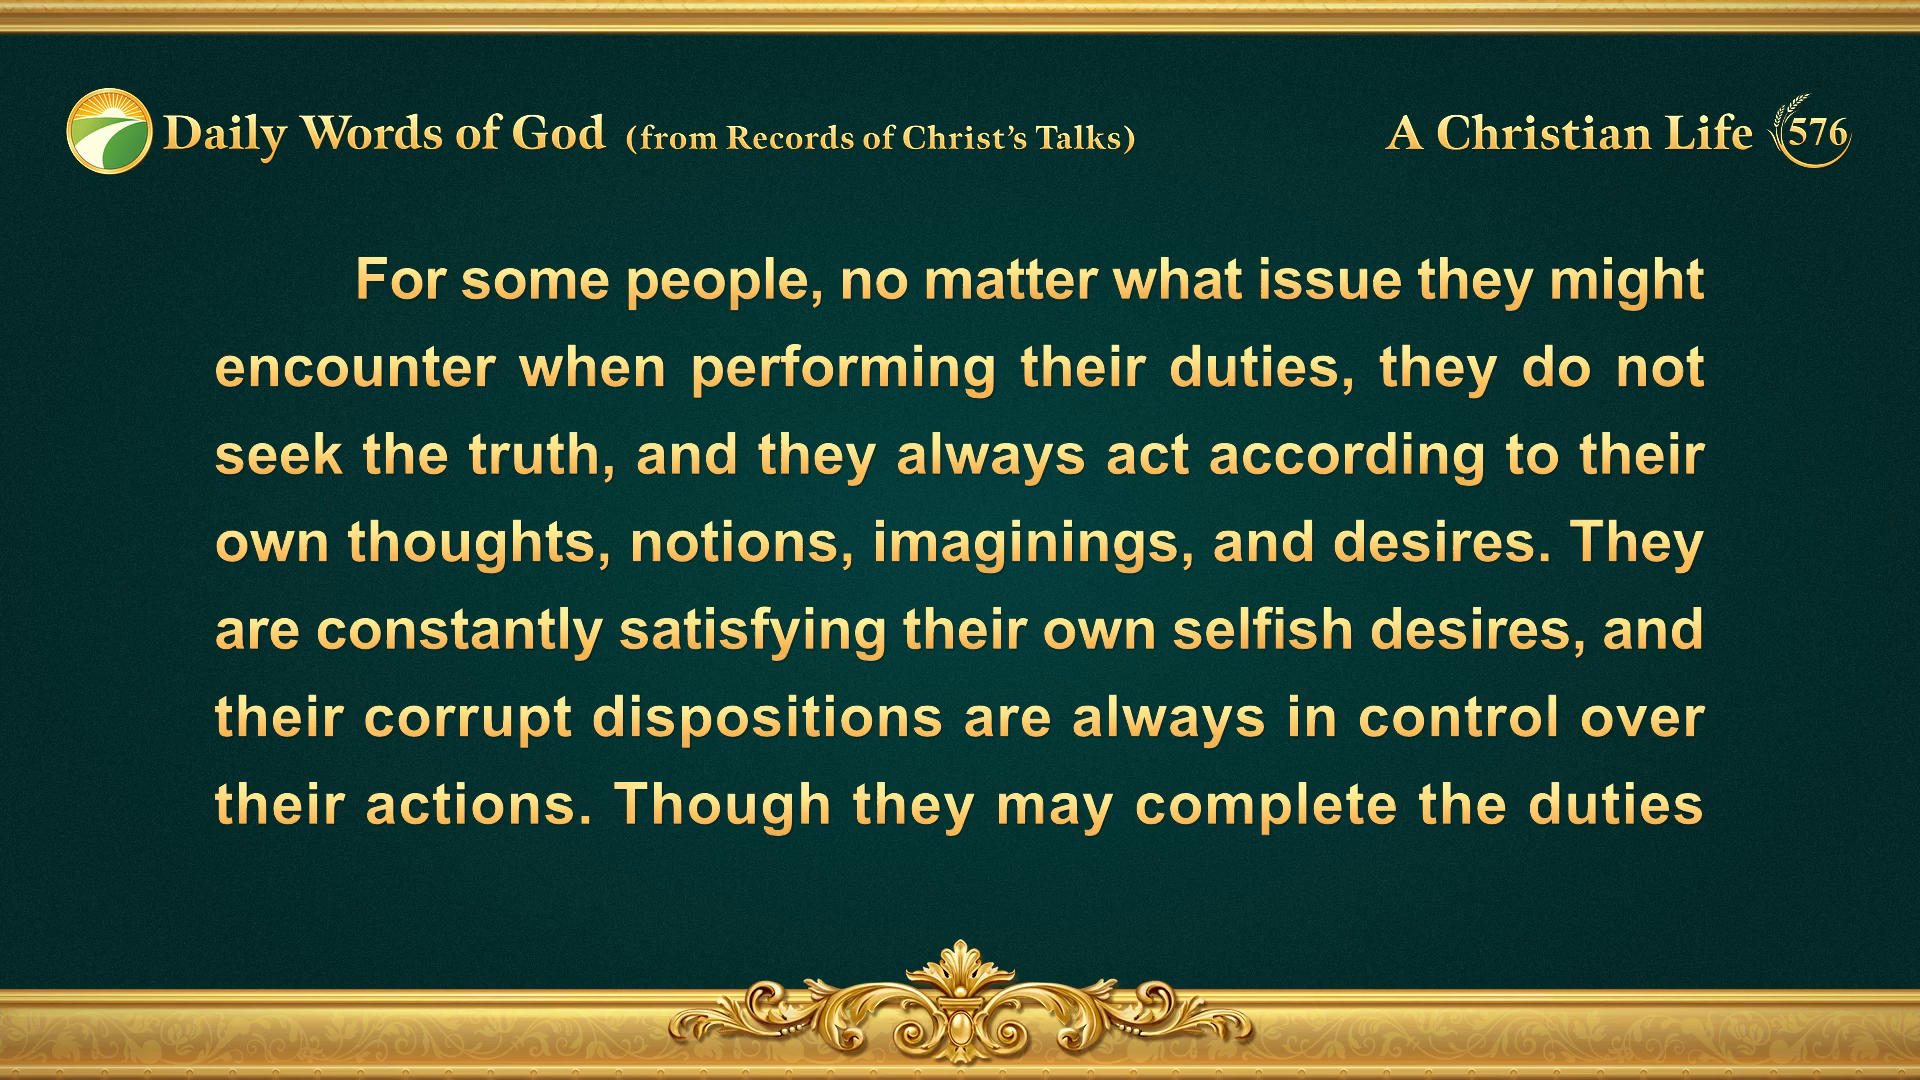 Daily Words of God (from Records of Christ's Talks) A Christian Life 576
For some people, no matter what issue they might
encounter when performing their duties, they do not
seek the truth, and they always act according to their
own thoughts, notions, imaginings, and desires. They
are constantly satisfying their own selfish desires, and
their corrupt dispositions are always in control over
their actions. Though they may complete the duties